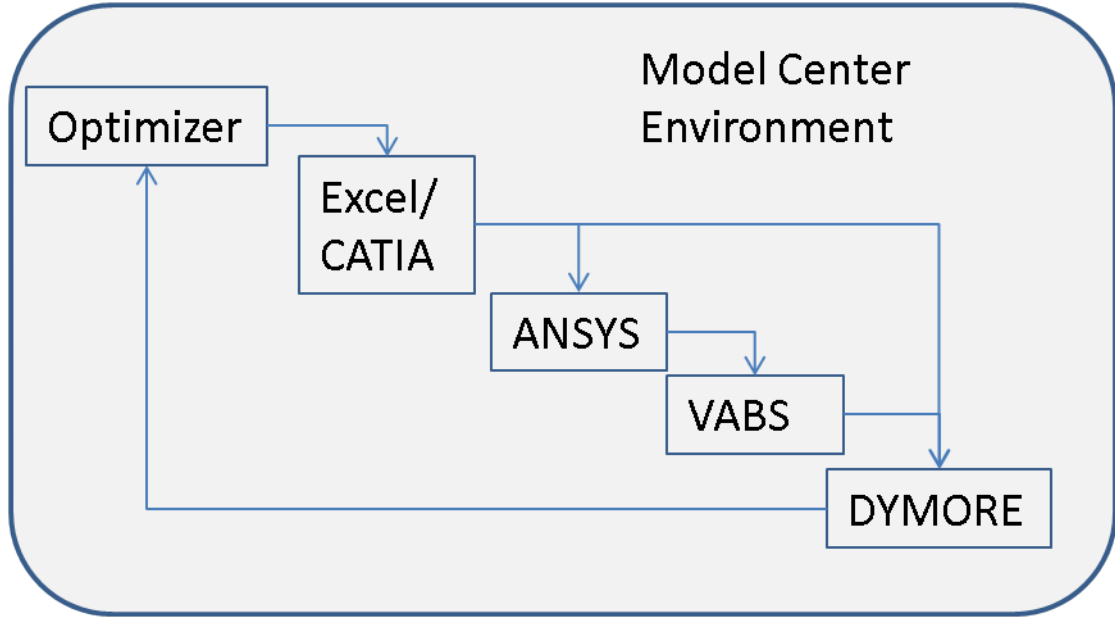 Model Center
Environment
Optimizer
Excel/
CATIA
ANSYS
VABS
DYMORE